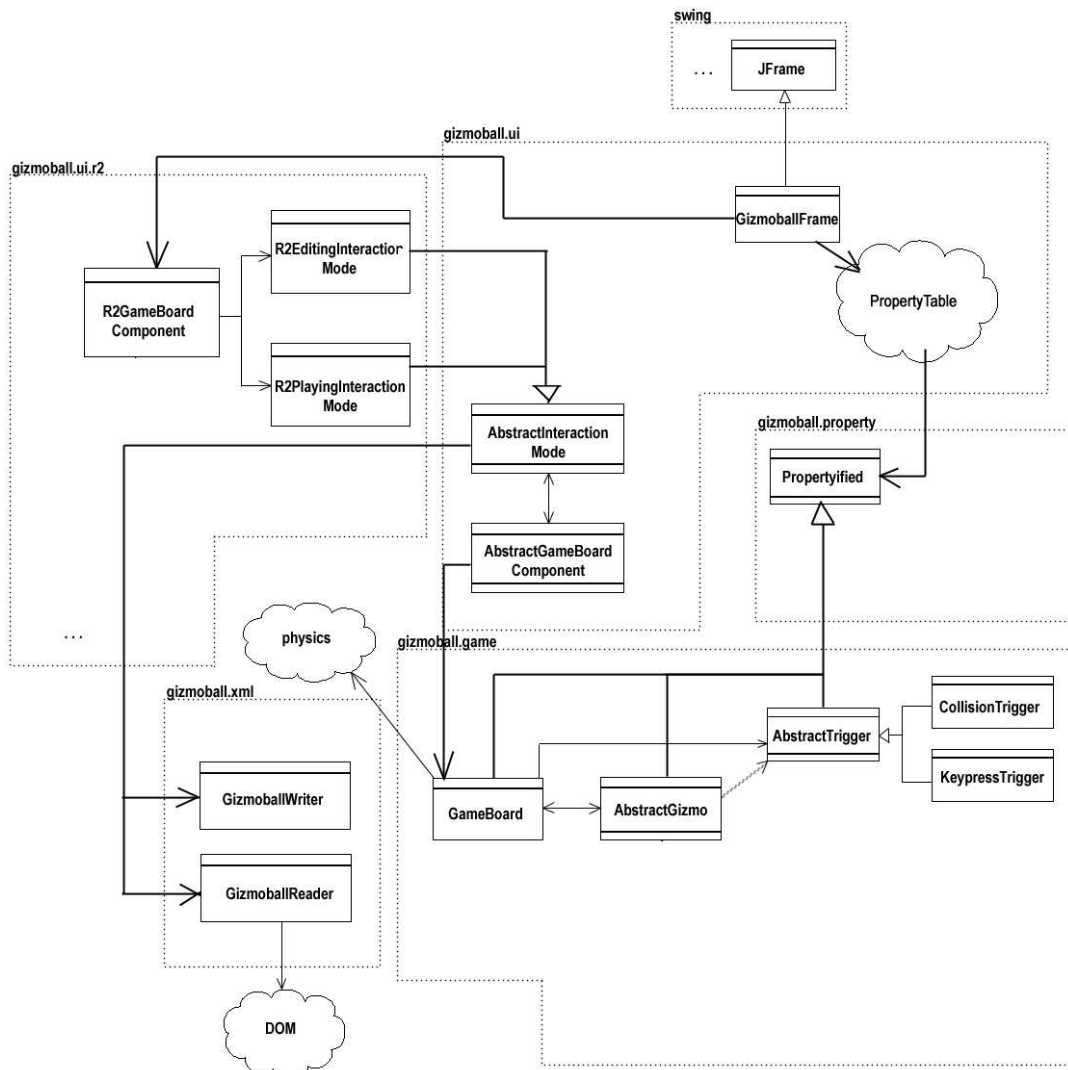 swing
...
JFrame
gizmoball.ui
gizmoball.ui.r2
GizmoballFrame
R2EditingInteraction
Mode
R2GameBoard
Component
PropertyTable
R2PlayingInteraction
Mode
AbstractInteraction
Mode
gizmoball.property
Propertyified
AbstractGameBoard
Component
...
physics
gizmoball.game
gizmoball.xml
CollisionTrigger
AbstractTrigger
KeypressTrigger
GizmoballWriter
GameBoard
AbstractGizmo
GizmoballReader
DOM